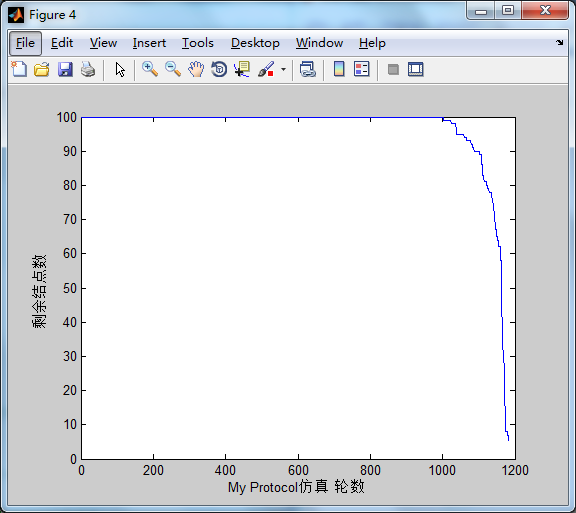 Figure 4
File Edit View Insert Tools Desktop Window Help
100
90
80
70
60
50
40
30
20
10
0
剩余结点数
0 200 400 600 800 1000 1200
My Protocol仿真 轮数